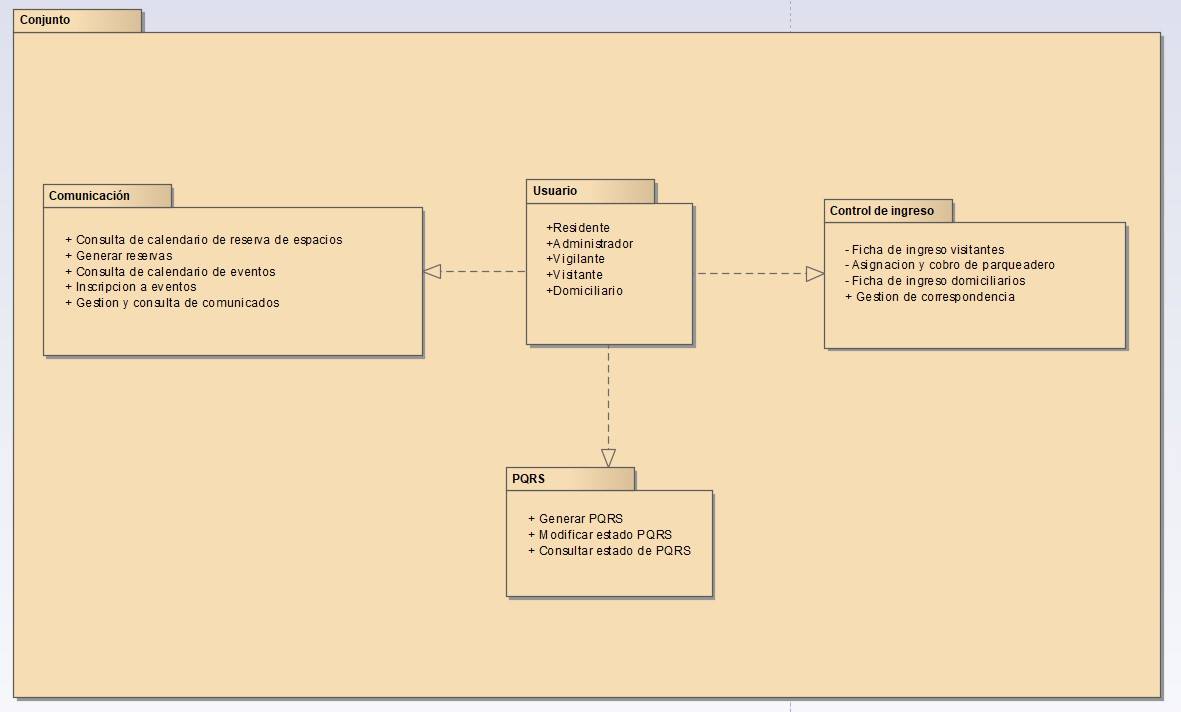 Conjunto
Comunicación
+ Consulta de calendario de reserva de espacios
+ Generar reservas
+ Consulta de calendario de eventos
+ Inscripcion a eventos
+ Gestion y consulta de comunicados
Usuario
+Residente
+Administrador
+Vigilante
+Visitante
+Domiciliario
Control de ingreso
- Ficha de ingreso visitantes
- Asignacion y cobro de parqueadero
- Ficha de ingreso domiciliarios
+ Gestion de correspondencia
PQRS
+ Generar PQRS
+ Modificar estado PQRS
+ Consultar estado de PQRS